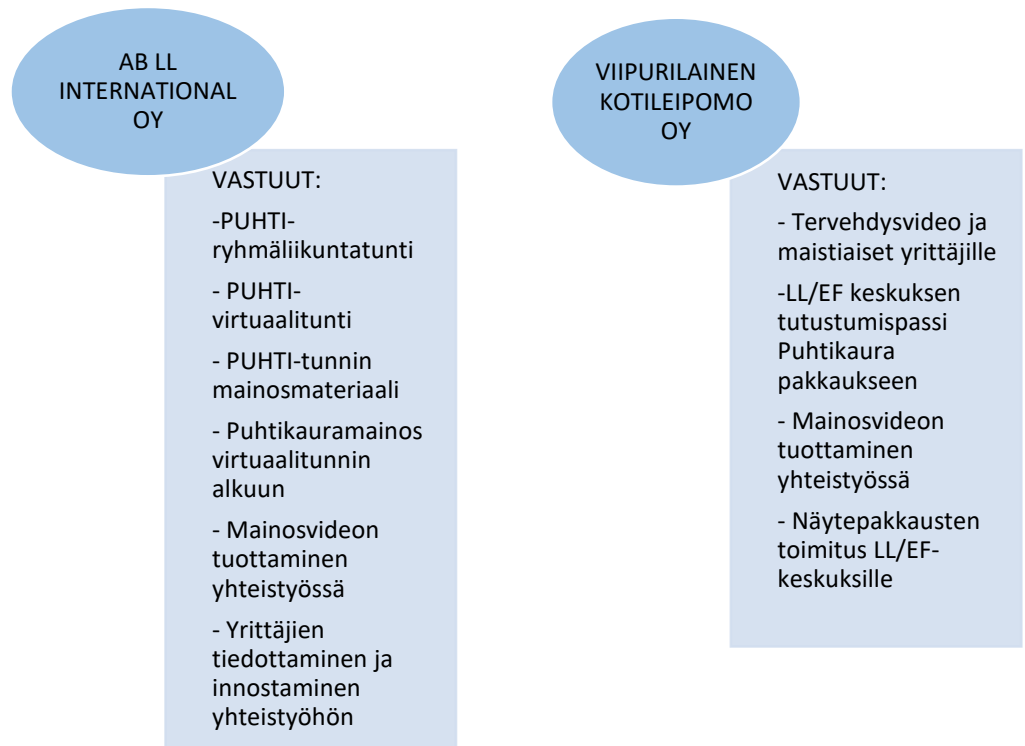 AB LL
INTERNATIONAL
OY
VASTUUT:
-PUHTI-
ryhmäliikuntatunti
- PUHTI-
virtuaalitunti
- PUHTI-tunnin
mainosmateriaali
- Puhtikauramainos
virtuaalitunnin
alkuun
- Mainosvideon
tuottaminen
yhteistyössä
- Yrittäjien
tiedottaminen ja
innostaminen
yhteistyöhön
VIIPURILAINEN
KOTILEIPOMO
OY
VASTUUT:
- Tervehdysvideo ja
maistiaiset yrittäjille
-LL/EF keskuksen
tutustumispassi
Puhtikaura
pakkaukseen
- Mainosvideon
tuottaminen
yhteistyössä
- Näytepakkausten
toimitus LL/EF-
keskuksille